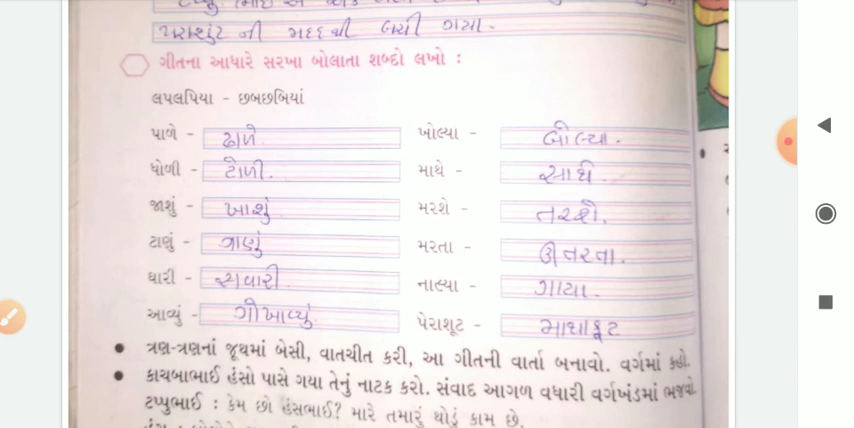 પેરાશૂટ ની મદદથી બચી ગયા.
ગીતના આધારે સરખા બોલાતા શબ્દો લખો :
લપલપિયા - છબછબિયાં
પાળે - ઢાળે. ખોલ્યા - બોલ્યા.
ધોળી - ટોળી. માથે - સાથે.
જાશું - ખાશું મરશે - તરશે.
ટાણું - ગાણું મરતા - ઊતરતા.
ધારી - સવારી. નાહ્યા - ગાયા.
આવ્યું - ગોખાવ્યું. પેરાશૂટ - માથાકૂટ
• ત્રણ-ત્રણનાં જૂથમાં બેસી, વાતચીત કરી, આ ગીતની વાર્તા બનાવો. વર્ગમાં કહો.
• કાચબાભાઈ હંસો પાસે ગયા તેનું નાટક કરો. સંવાદ આગળ વધારી વર્ગખંડમાં ભજવો.
ટપ્પુભાઈ : કેમ છો હંસભાઈ? મારે તમારું થોડું કામ છે.